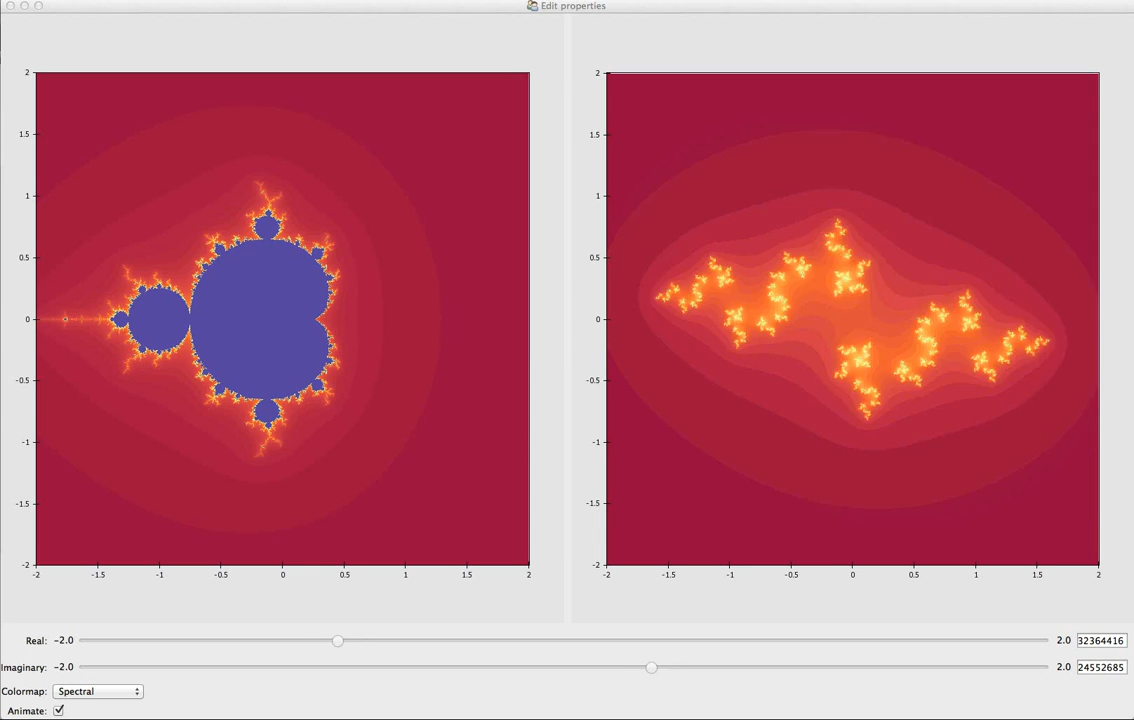 Edit properties
2
1.5
1
0.5
0
-0.5
-1
-1.5
-2
-2 -1.5 -1 -0.5 0 0.5 1 1.5 2
2
1.5
1
0.5
0
-0.5
-1
-1.5
-2
-2 -1.5 -1 -0.5 0 0.5 1 1.5 2
Real: -2.0 2.0 32364416
Imaginary: -2.0 2.0 24552685
Colormap: Spectral
Animate: